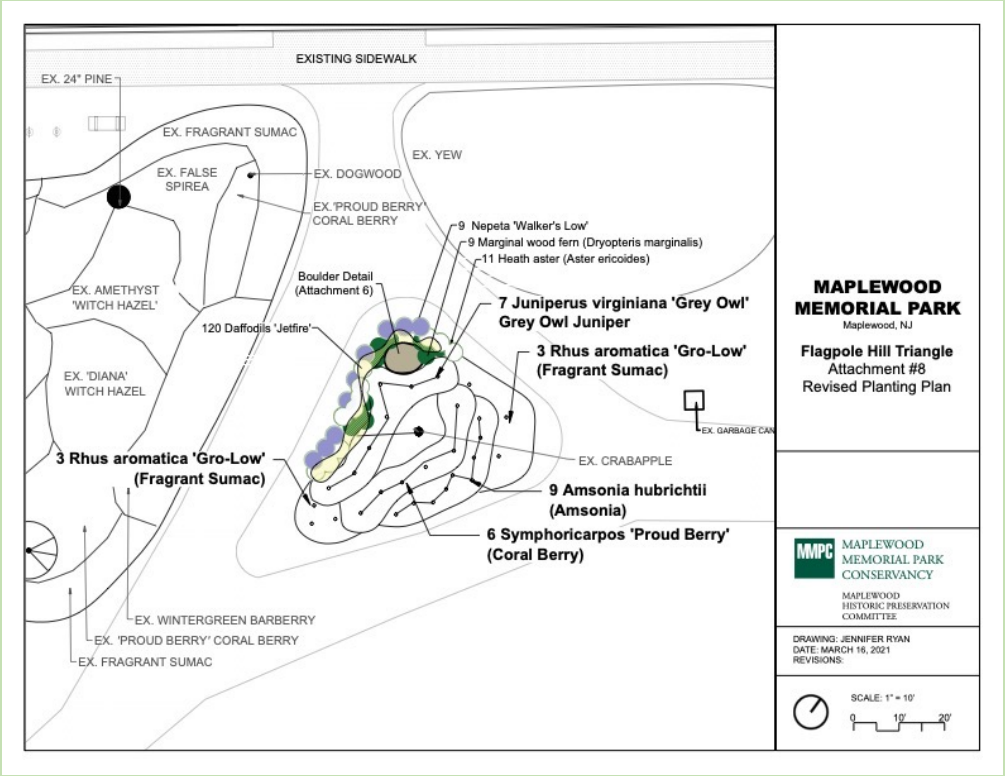 EXISTING SIDEWALK
EX. 24" PINE
EX. FRAGRANT SUMAC
EX. YEW
EX. FALSE
SPIREA
EX. DOGWOOD
EX.'PROUD BERRY'
CORAL BERRY
9 Nepeta 'Walker's Low'
9 Marginal wood fern (Dryopteris marginalis)
11 Heath aster (Aster ericoides)
Boulder Detail
(Attachment 6)
EX. AMETHYST
'WITCH HAZEL'
7 Juniperus virginiana 'Grey Owl'
Grey Owl Juniper
120 Daffodils 'Jetfire'
3 Rhus aromatica 'Gro-Low'
(Fragrant Sumac)
EX. 'DIANA'
WITCH HAZEL
EX. GARBAGE CAN
3 Rhus aromatica 'Gro-Low'
(Fragrant Sumac)
EX. CRABAPPLE
9 Amsonia hubrichtii
(Amsonia)
6 Symphoricarpos 'Proud Berry'
(Coral Berry)
EX. WINTERGREEN BARBERRY
EX. 'PROUD BERRY' CORAL BERRY
EX. FRAGRANT SUMAC
MAPLEWOOD
MEMORIAL PARK
Maplewood, NJ
Flagpole Hill Triangle
Attachment #8
Revised Planting Plan
MMPC
MAPLEWOOD
MEMORIAL PARK
CONSERVANCY
MAPLEWOOD
HISTORIC PRESERVATION
COMMITTEE
DRAWING: JENNIFER RYAN
DATE: MARCH 16, 2021
REVISIONS:
SCALE: 1" = 10'
0 10' 20'